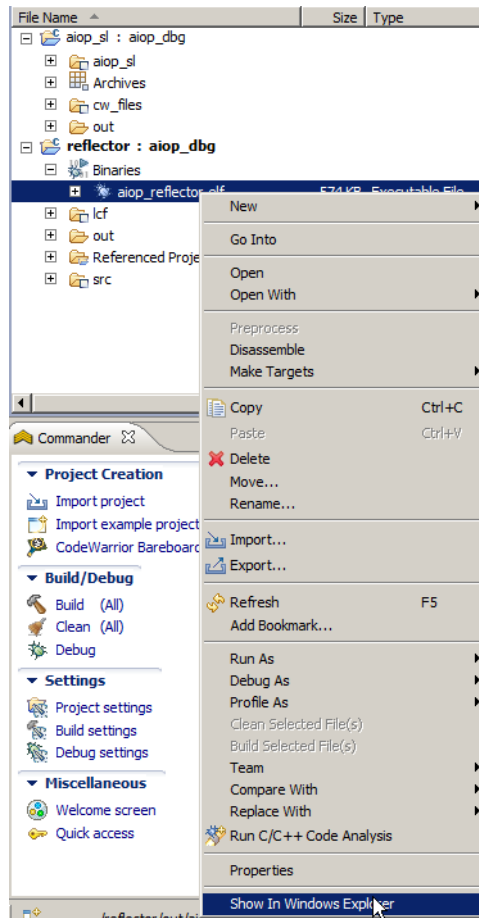 File Name Size Type
aiop_sl : aiop_dbg
aiop_sl
Archives
cw_files
out
reflector : aiop_dbg
Binaries
aiop_reflector.elf 574 KB Executable File
lcf
out
Referenced Proje
src
New
Go Into
Open
Open With
Preprocess
Disassemble
Make Targets
Copy Ctrl+C
Paste Ctrl+V
Delete
Move...
Rename...
Import...
Export...
Refresh F5
Add Bookmark...
Run As
Debug As
Profile As
Clean Selected File(s)
Build Selected File(s)
Team
Compare With
Replace With
Run C/C++ Code Analysis
Properties
Show In Windows Explorer
Commander
Project Creation
Import project
Import example project
CodeWarrior Bareboard
Build/Debug
Build (All)
Clean (All)
Debug
Settings
Project settings
Build settings
Debug settings
Miscellaneous
Welcome screen
Quick access